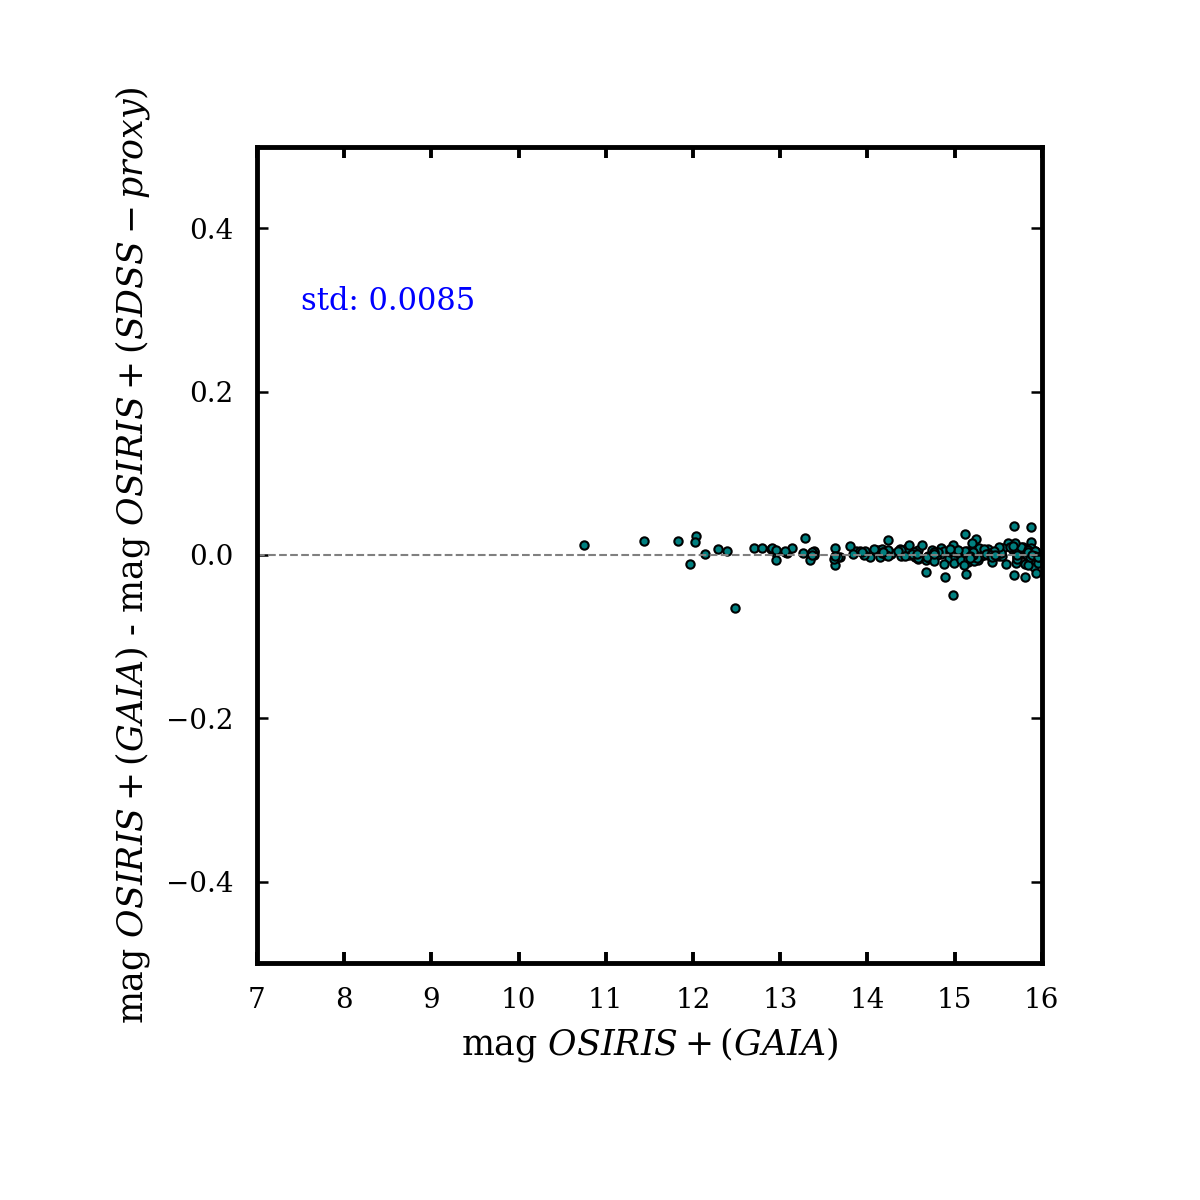 mag OSIRIS + (GAIA) - mag OSIRIS + (SDSS − proxy)
0.4
std: 0.0085
0.2
0.0
−0.2
−0.4
7 8 9 10 11 12 13 14 15 16
mag OSIRIS + (GAIA)